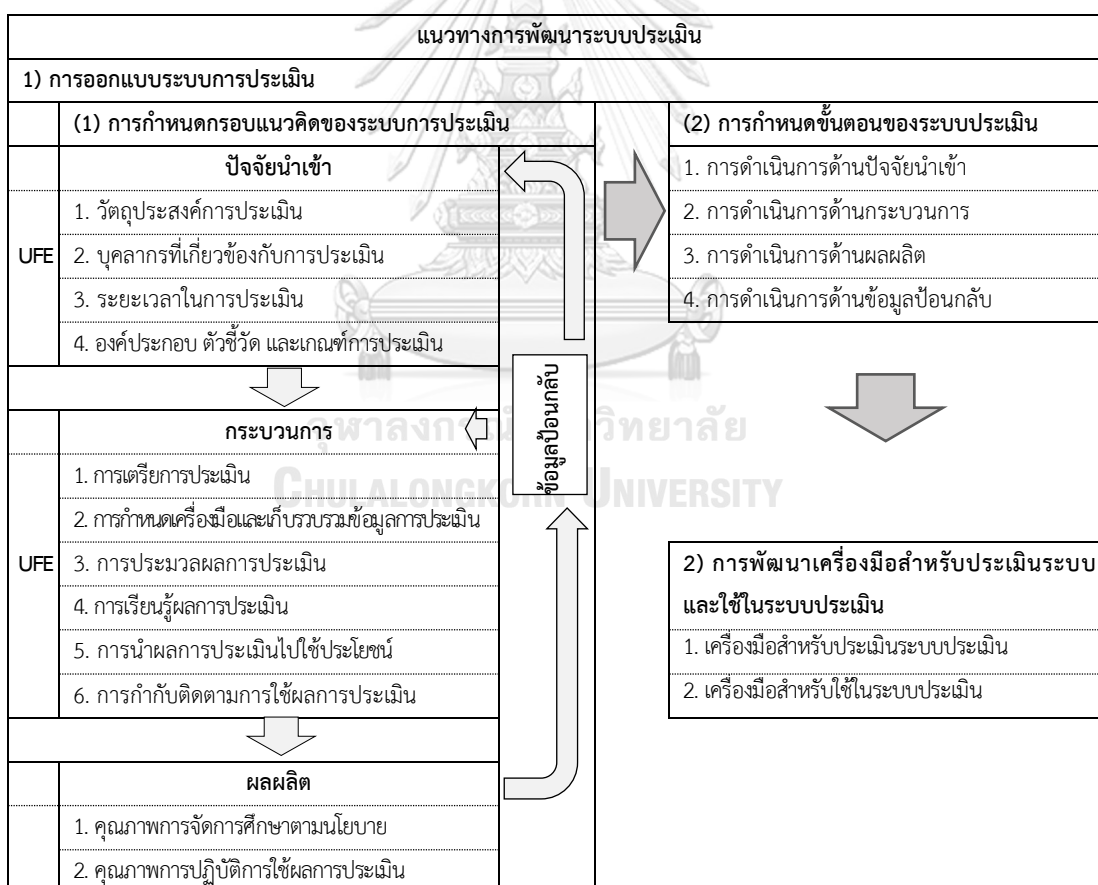 แนวทางการพัฒนาระบบประเมิน
1) การออกแบบระบบการประเมิน
(1) การกำหนดกรอบแนวคิดของระบบการประเมิน
ปัจจัยนำเข้า
UFE
1. วัตถุประสงค์การประเมิน
2. บุคลากรที่เกี่ยวข้องกับการประเมิน
3. ระยะเวลาในการประเมิน
4. องค์ประกอบ ตัวชี้วัด และเกณฑ์การประเมิน
กระบวนการ
UFE
1. การเตรียการประเมิน
2. การกำหนดเครื่องมือและเก็บรวบรวมข้อมูลการประเมิน
3. การประมวลผลการประเมิน
4. การเรียนรู้ผลการประเมิน
5. การนำผลการประเมินไปใช้ประโยชน์
6. การกำกับติดตามการใช้ผลการประเมิน
ผลผลิต
1. คุณภาพการจัดการศึกษาตามนโยบาย
2. คุณภาพการปฏิบัติการใช้ผลการประเมิน
ข้อมูลป้อนกลับ
(2) การกำหนดขั้นตอนของระบบประเมิน
1. การดำเนินการด้านปัจจัยนำเข้า
2. การดำเนินการด้านกระบวนการ
3. การดำเนินการด้านผลผลิต
4. การดำเนินการด้านข้อมูลป้อนกลับ
2) การพัฒนาเครื่องมือสำหรับประเมินระบบ
และใช้ในระบบประเมิน
1. เครื่องมือสำหรับประเมินระบบประเมิน
2. เครื่องมือสำหรับใช้ในระบบประเมิน
จุฬาลงกรณ์มหาวิทยาลัย
CHULALONGKORN UNIVERSITY